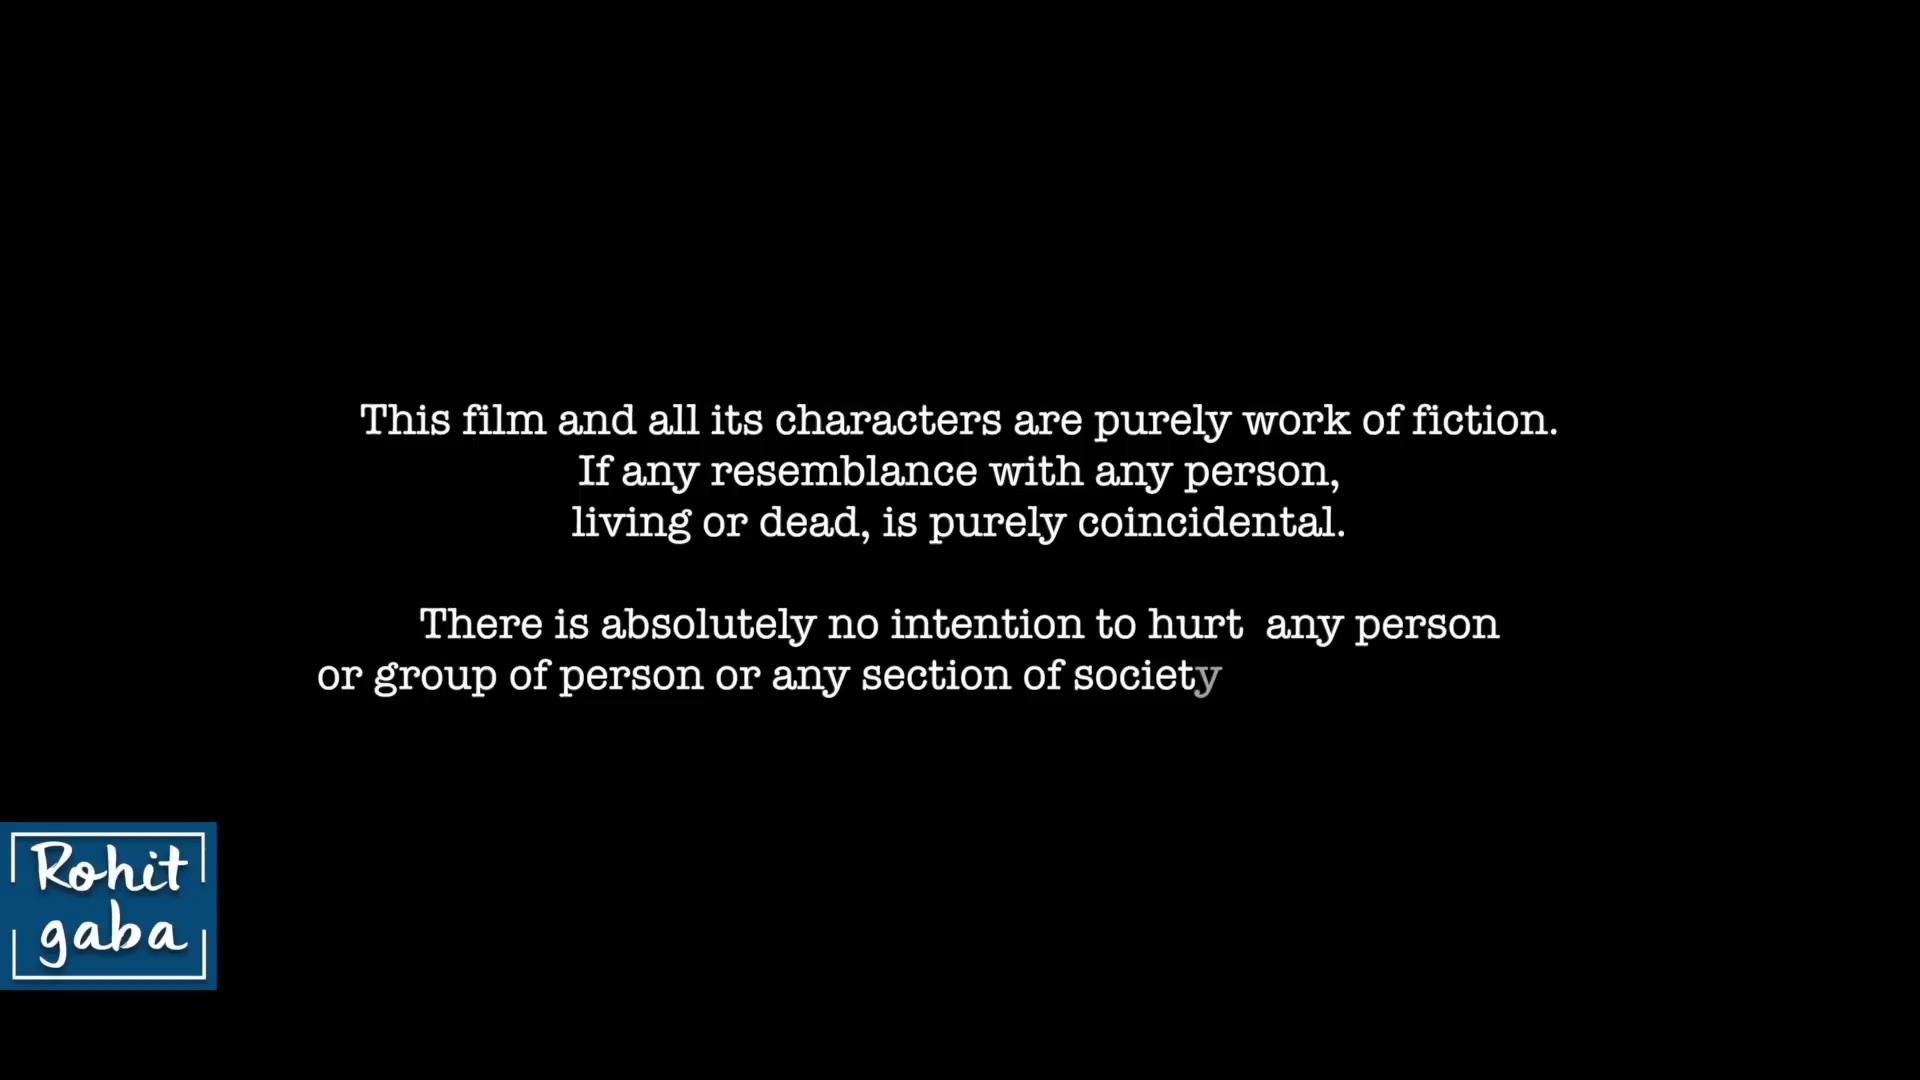 This film and all its characters are purely work of fiction.
If any resemblance with any person,
living or dead, is purely coincidental.
There is absolutely no intention to hurt  any person
or group of person or any section of society
Rohit
gaba